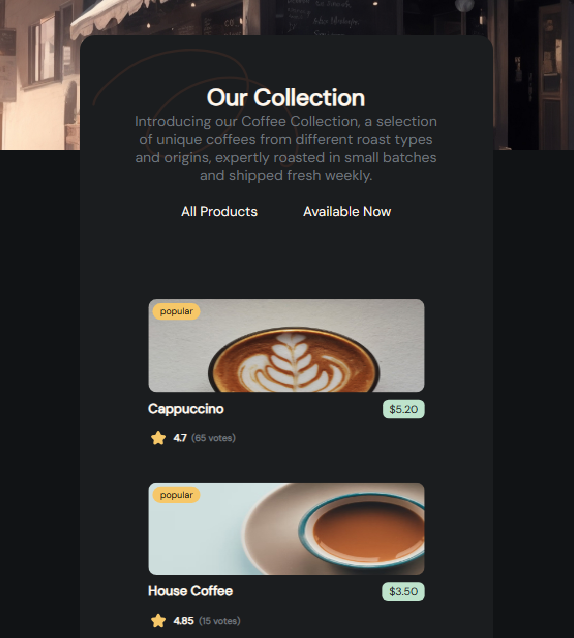 Our Collection
Introducing our Coffee Collection, a selection
of unique coffees from different roast types
and origins, expertly roasted in small batches
and shipped fresh weekly.
All Products Available Now
popular
Cappuccino $5.20
4.7 (65 votes)
popular
House Coffee $3.50
4.85 (15 votes)